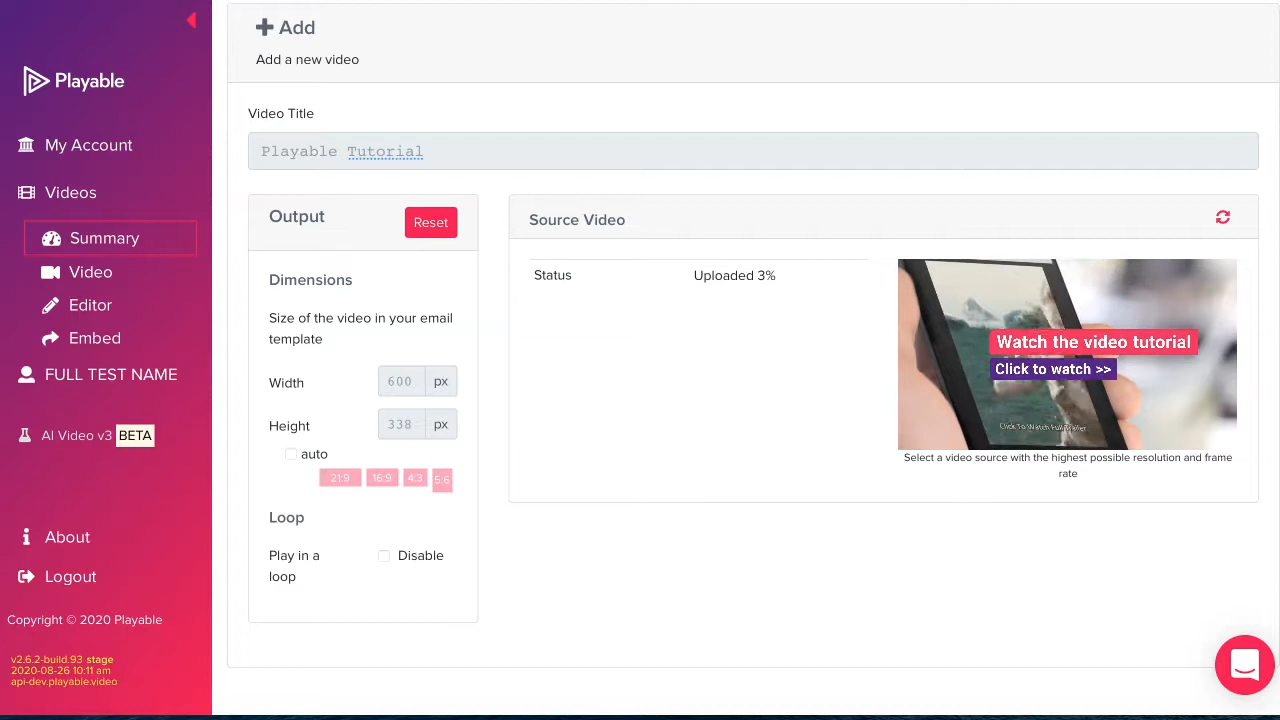 Playable
My Account
Videos
Summary
Video
Editor
Embed
FULL TEST NAME
AI Video v3 BETA
About
Logout
Copyright © 2020 Playable
v2.6.2-build.93 stage
2020-08-26 10:11 am
api-dev.playable.video
Add
Add a new video
Video Title
Playable Tutorial
Output
Reset
Dimensions
Size of the video in your email
template
Width
600 px
Height
338 px
auto
21:9 16:9 4:3 5:6
Loop
Play in a
loop
Disable
Source Video
Status
Uploaded 3%
Watch the video tutorial
Click to watch >>
Click To Watch Full Trailer
Select a video source with the highest possible resolution and frame
rate